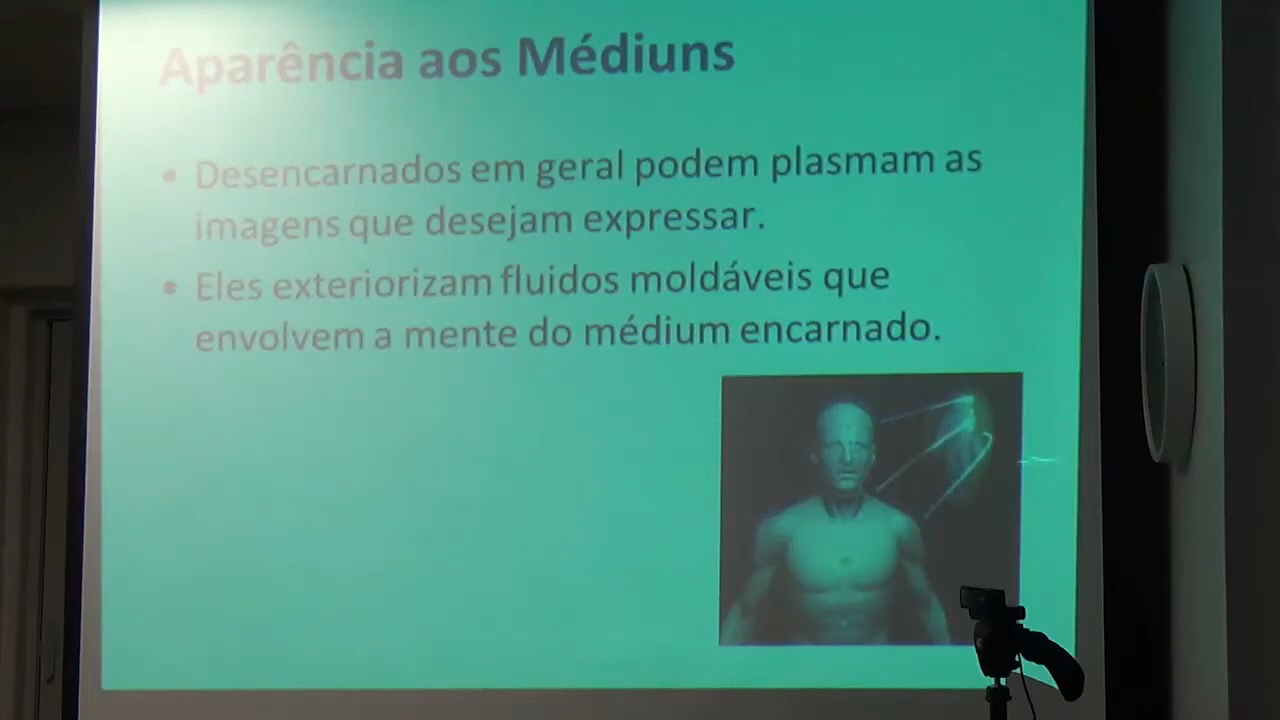 Aparência aos Médiuns
• Desencarnados em geral podem plasmam as
imagens que desejam expressar.
• Eles exteriorizam fluidos moldáveis que
envolvem a mente do médium encarnado.